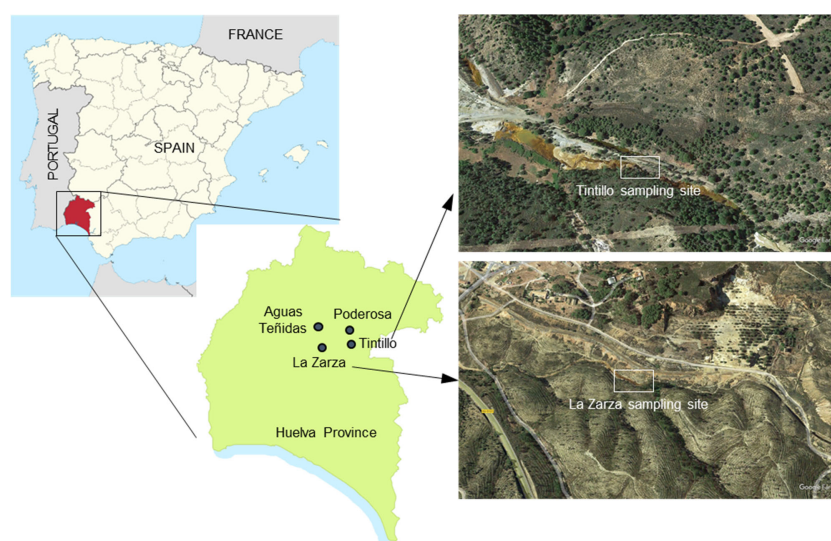 FRANCE
PORTUGAL
SPAIN
Tintillo sampling site
Aguas
Teñidas
Poderosa
Tintillo
La Zarza
Huelva Province
La Zarza sampling site